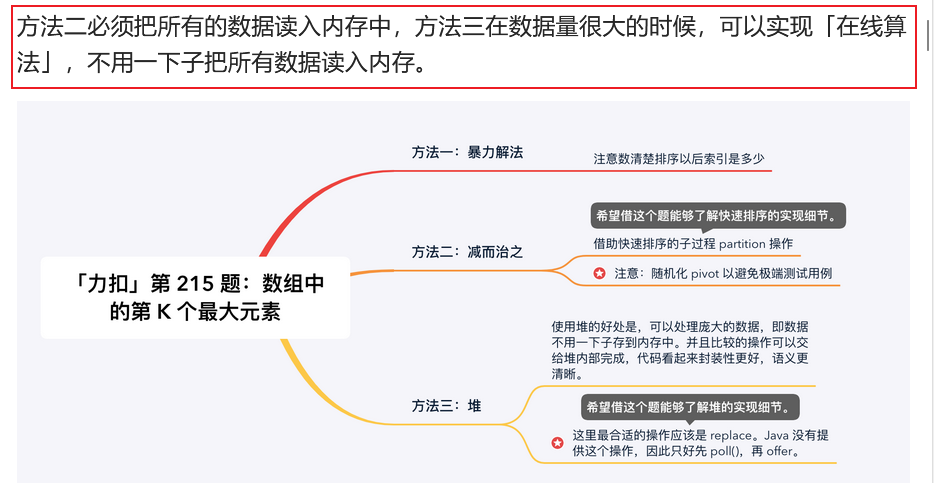 方法二必须把所有的数据读入内存中，方法三在数据量很大的时候，可以实现「在线算
法」，不用一下子把所有数据读入内存。
方法一：暴力解法
注意数清楚排序以后索引是多少
希望借这个题能够了解快速排序的实现细节。
方法二：减而治之
借助快速排序的子过程 partition 操作
注意：随机化 pivot 以避免极端测试用例
「力扣」第 215 题：数组中
的第 K 个最大元素
使用堆的好处是，可以处理庞大的数据，即数据
不用一下子存到内存中。并且比较的操作可以交
给堆内部完成，代码看起来封装性更好，语义更
清晰。
希望借这个题能够了解堆的实现细节。
方法三：堆
这里最合适的操作应该是 replace。Java 没有提
供这个操作，因此只好先 poll()，再 offer。